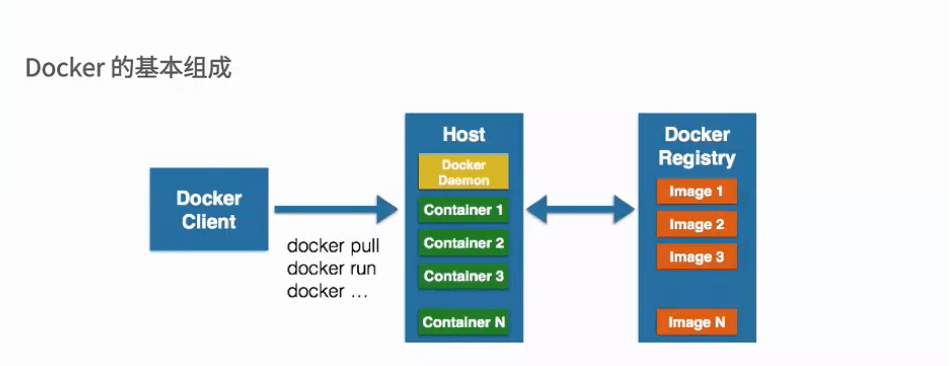 Docker 的基本组成
Docker
Client
docker pull
docker run
docker ...
Host
Docker
Daemon
Container 1
Container 2
Container 3
Container N
Docker
Registry
Image 1
Image 2
Image 3
Image N